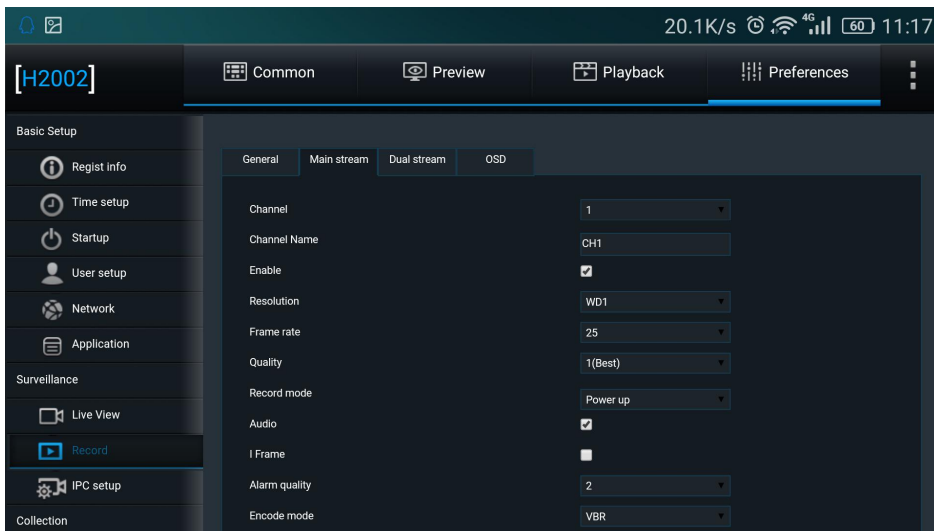 20.1K/s 4G 60 11:17
[H2002] Common Preview Playback Preferences
Basic Setup
Regist info
Time setup
Startup
User setup
Network
Application
Surveillance
Live View
Record
IPC setup
Collection
General Main stream Dual stream OSD
Channel 1
Channel Name CH1
Enable
Resolution WD1
Frame rate 25
Quality 1(Best)
Record mode Power up
Audio
I Frame
Alarm quality 2
Encode mode VBR